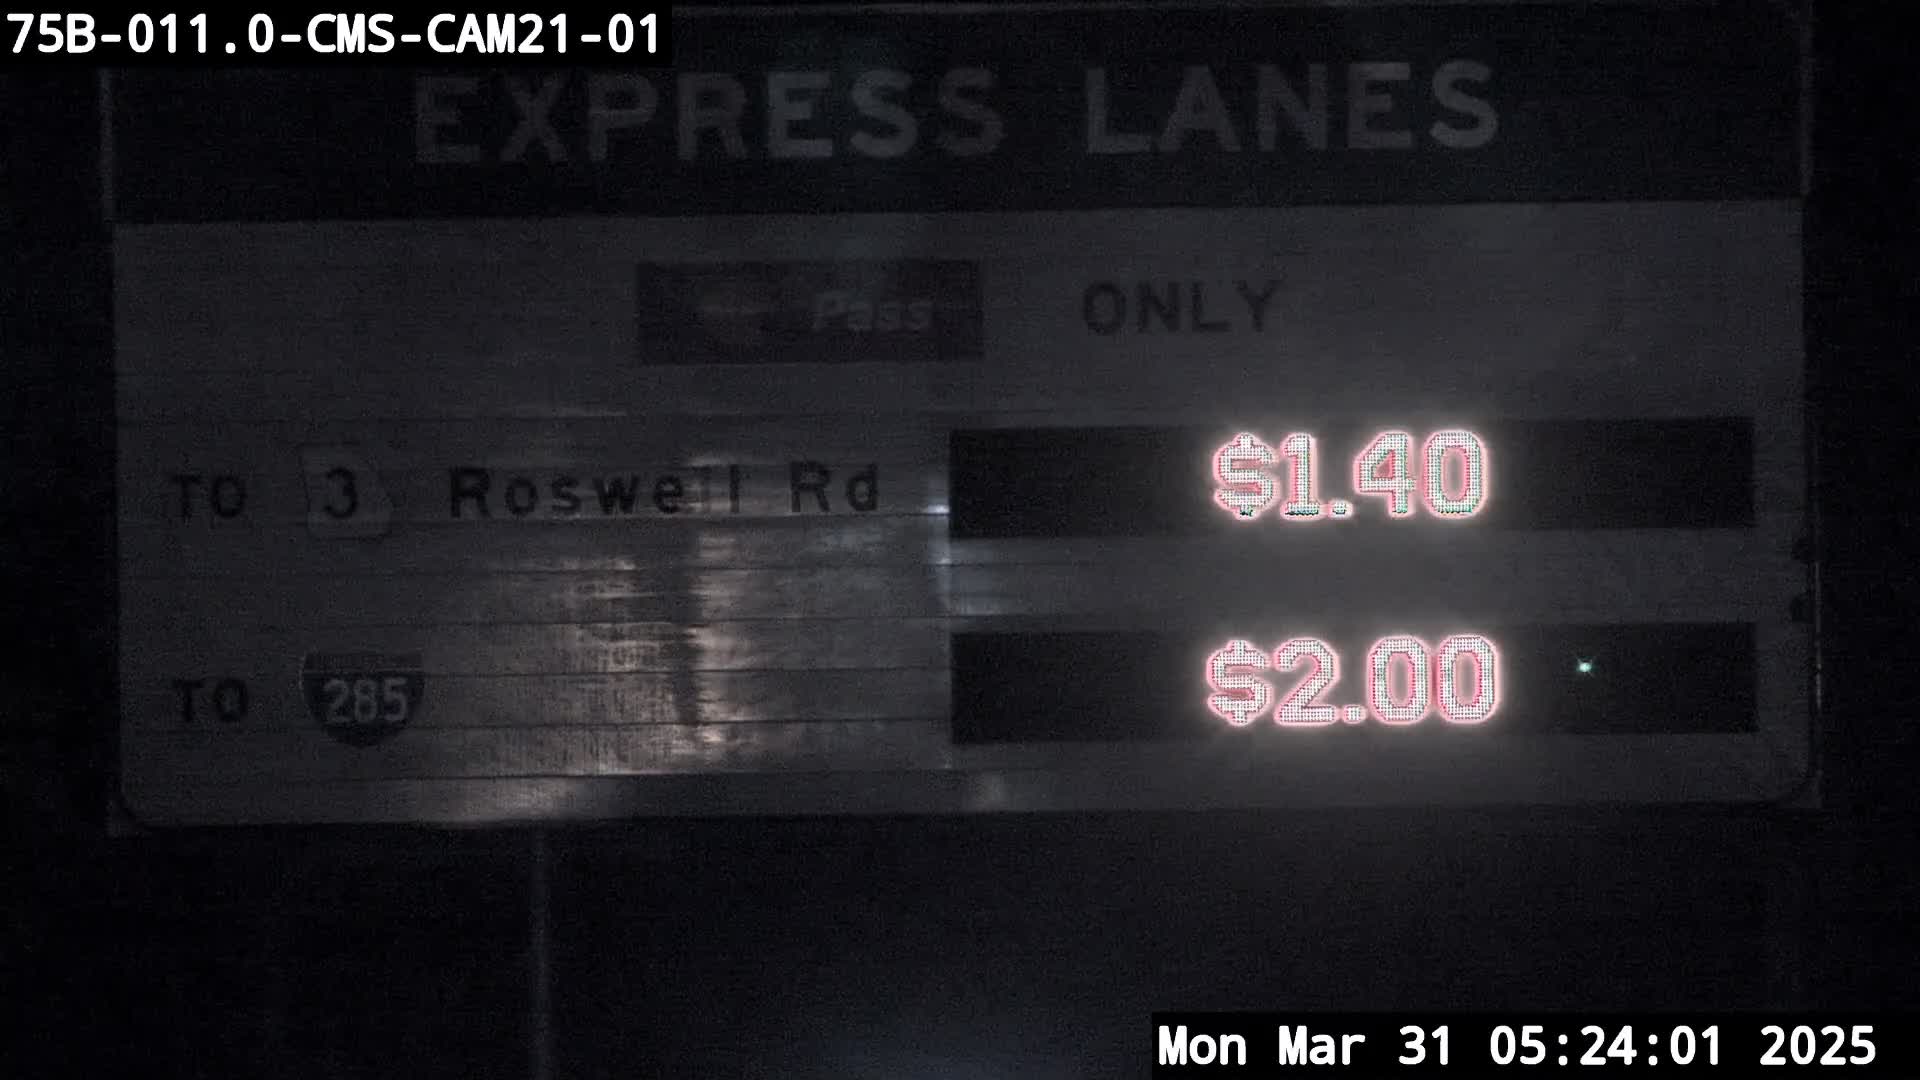 75B-011.0-CMS-CAM21-01
EXPRESS LANES
Pass ONLY
TO 3 Roswell Rd $1.40
TO 285 $2.00
Mon Mar 31 05:24:01 2025